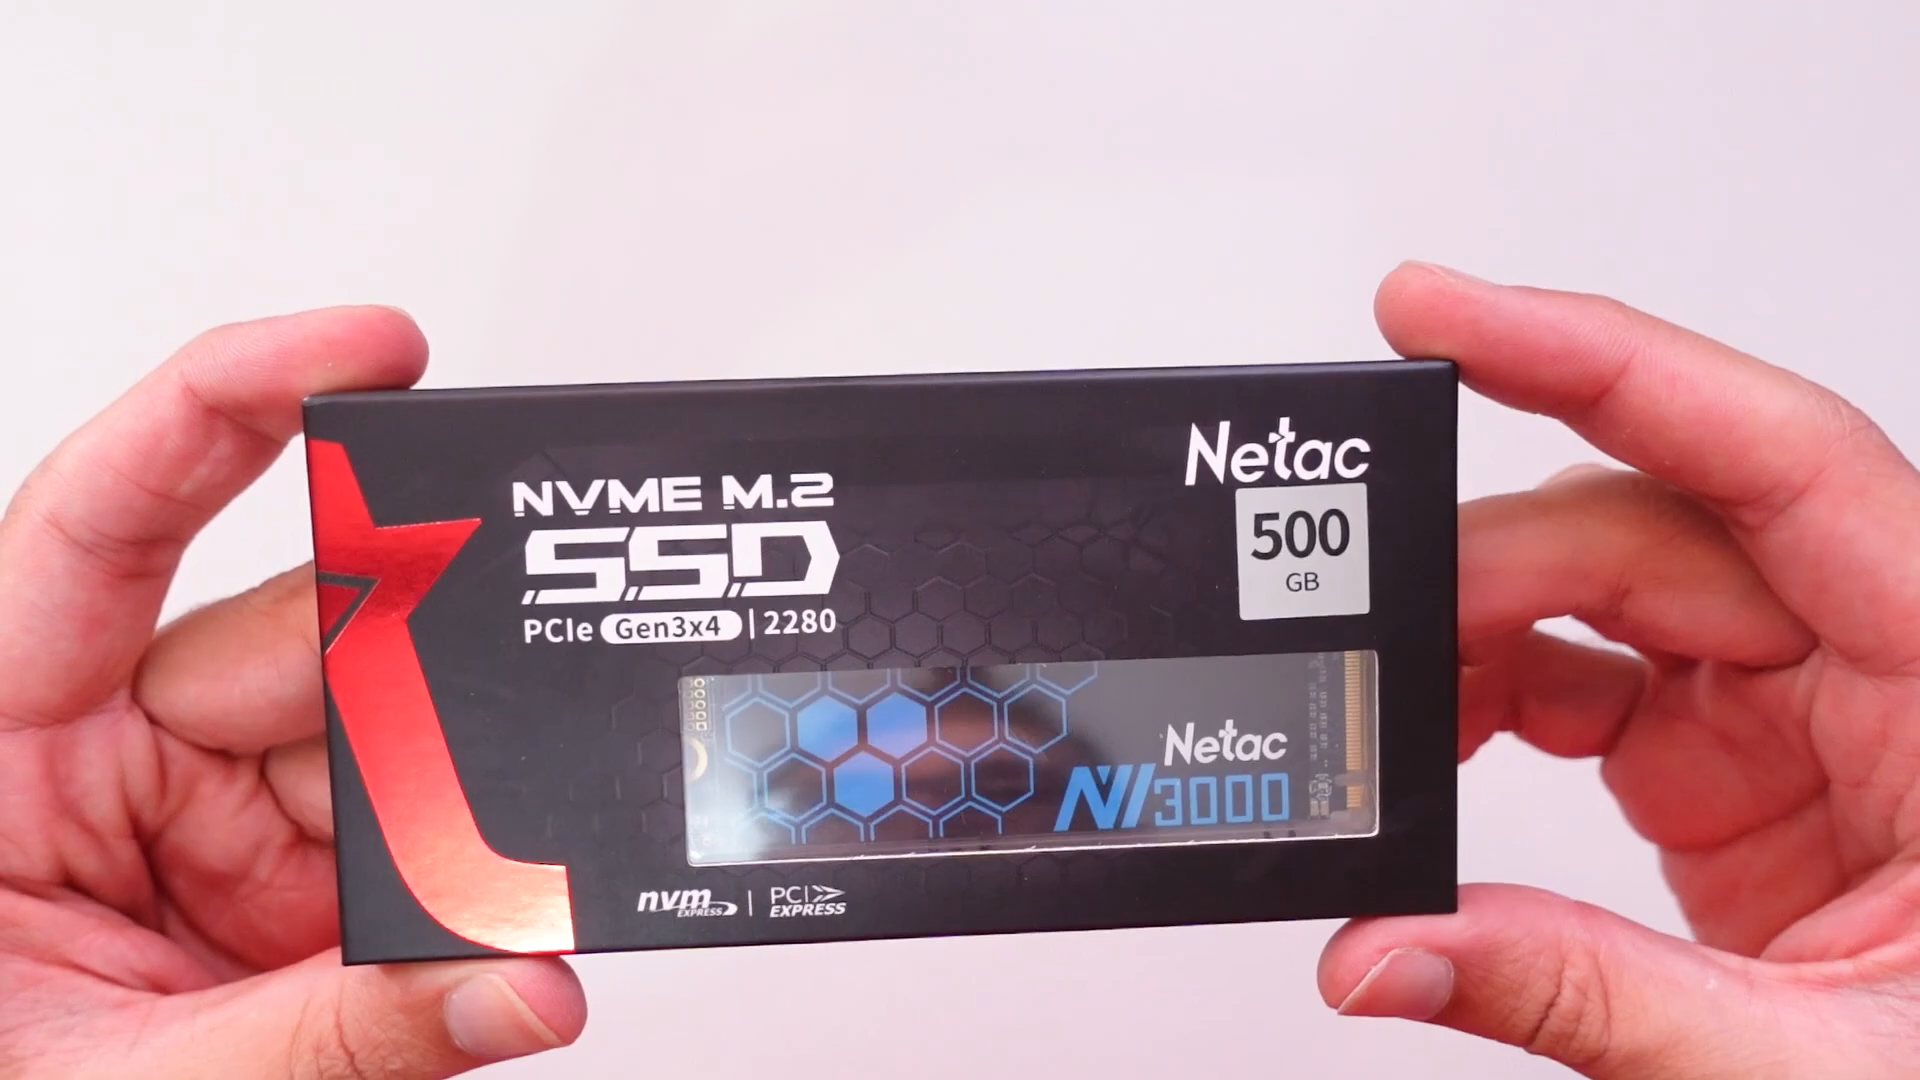 NVME M.2
SSD
PCIe Gen3x4 | 2280
Netac
500
GB
Netac
NV3000
nvm EXPRESS | PCI EXPRESS